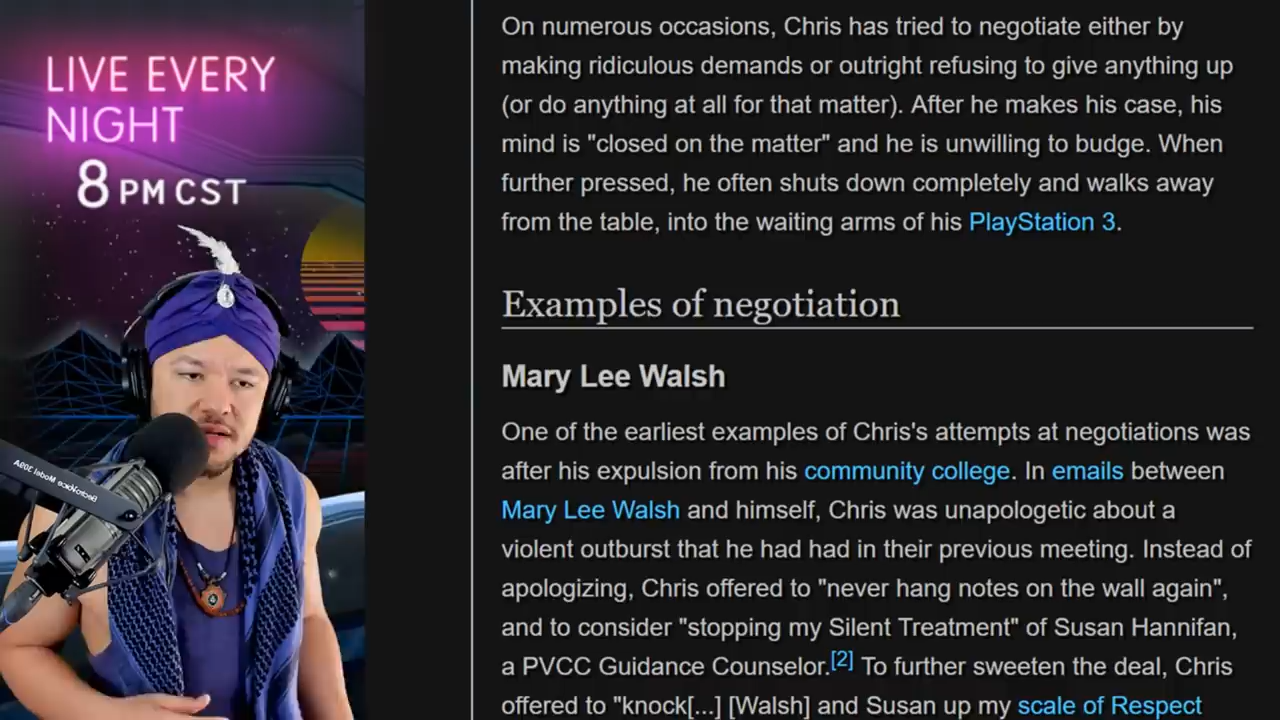 LIVE EVERY
NIGHT
8 PM CST
On numerous occasions, Chris has tried to negotiate either by
making ridiculous demands or outright refusing to give anything up
(or do anything at all for that matter). After he makes his case, his
mind is "closed on the matter" and he is unwilling to budge. When
further pressed, he often shuts down completely and walks away
from the table, into the waiting arms of his PlayStation 3.
Examples of negotiation
Mary Lee Walsh
One of the earliest examples of Chris's attempts at negotiations was
after his expulsion from his community college. In emails between
Mary Lee Walsh and himself, Chris was unapologetic about a
violent outburst that he had had in their previous meeting. Instead of
apologizing, Chris offered to "never hang notes on the wall again",
and to consider "stopping my Silent Treatment" of Susan Hannifan,
a PVCC Guidance Counselor.[2] To further sweeten the deal, Chris
offered to "knock[...] [Walsh] and Susan up my scale of Respect
Electro-Voice Model 309A